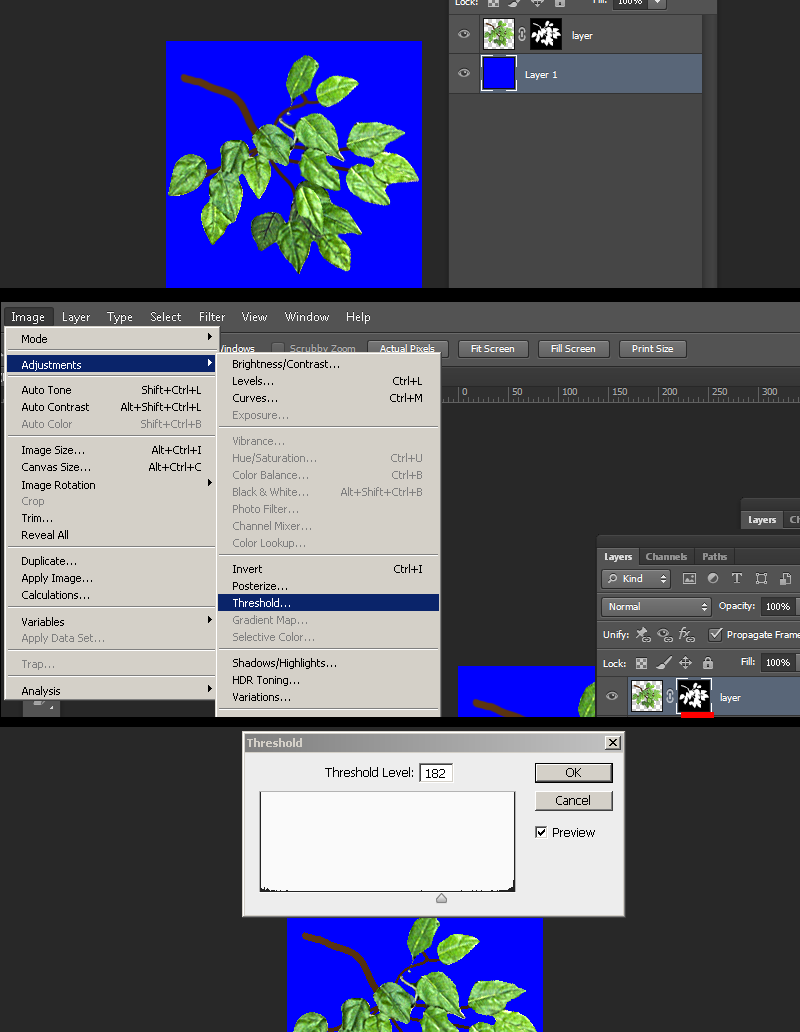 Lock:
Fill:
100%
layer
Layer 1
Image Layer Type Select Filter View Window Help
Mode
/indows Scrubby Zoom Actual Pixels Fit Screen Fill Screen Print Size
Adjustments
Auto Tone Shift+Ctrl+L
Auto Contrast Alt+Shift+Ctrl+L
Auto Color Shift+Ctrl+B
Image Size... Alt+Ctrl+I
Canvas Size... Alt+Ctrl+C
Image Rotation
Crop
Trim...
Reveal All
Duplicate...
Apply Image...
Calculations...
Variables
Apply Data Set...
Trap...
Analysis
Brightness/Contrast...
Levels... Ctrl+L
Curves... Ctrl+M
Exposure...
Vibrance...
Hue/Saturation... Ctrl+U
Color Balance... Ctrl+B
Black & White... Alt+Shift+Ctrl+B
Photo Filter...
Channel Mixer...
Color Lookup...
Invert Ctrl+I
Posterize...
Threshold...
Gradient Map...
Selective Color...
Shadows/Highlights...
HDR Toning...
Variations...
0 50 100 150 200 250 300
Layers Ch
Layers Channels Paths
Kind
Normal Opacity: 100%
Unify: Propagate Frame
Lock: Fill: 100%
layer
Threshold
Threshold Level: 182
OK
Cancel
Preview